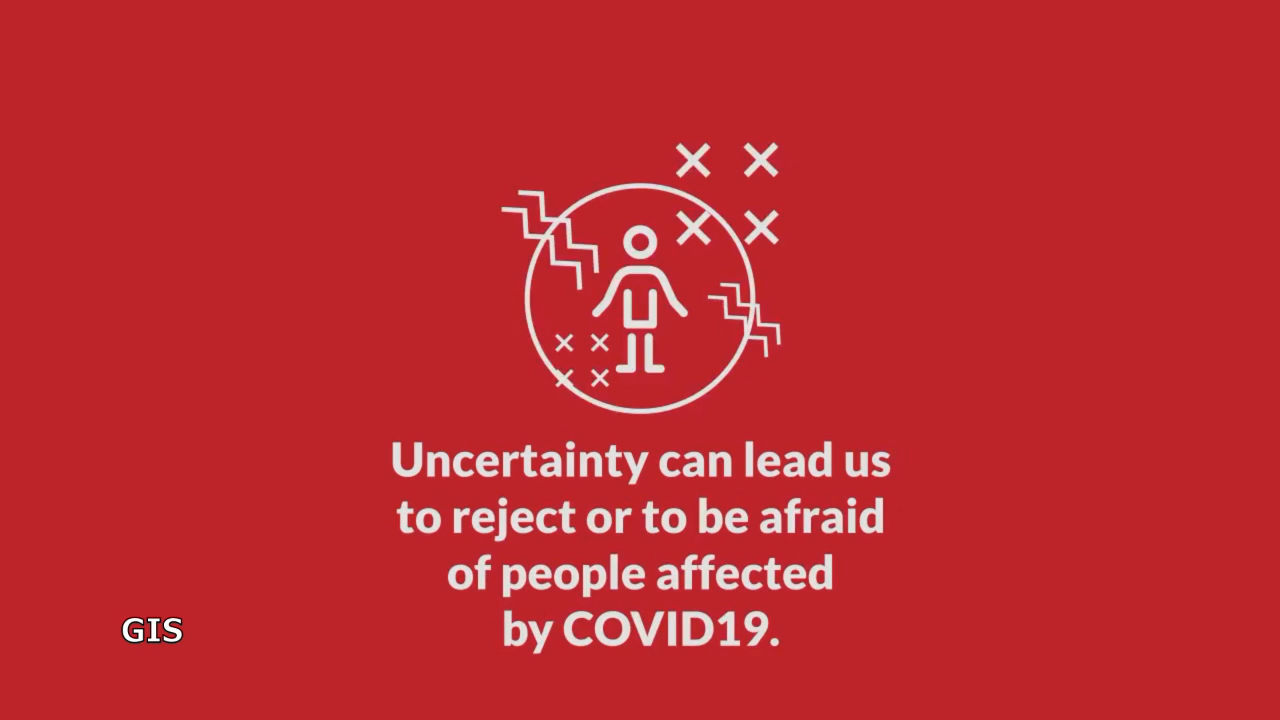 Uncertainty can lead us
to reject or to be afraid
of people affected
by COVID19.
GIS